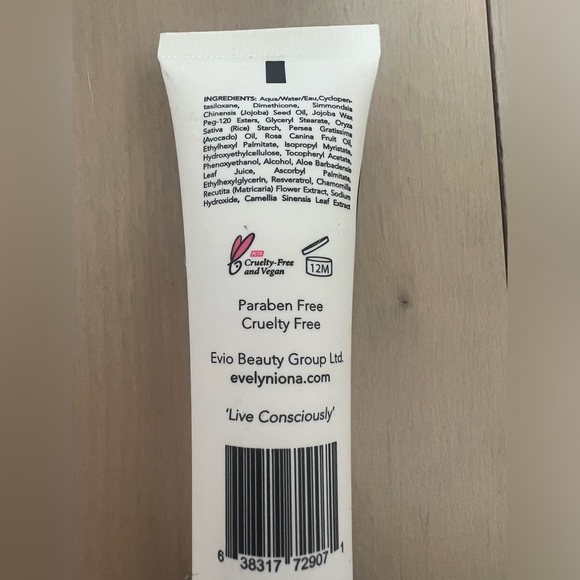 INGREDIENTS: Aqua/Water/Eau,Cyclopen-
tasiloxane, Dimethicone, Simmondsia
Chinensis (Jojoba) Seed Oil, Jojoba Wax
Peg-120 Esters, Glyceryl Stearate, Oryza
Sativa (Rice) Starch, Persea Gratissima
(Avocado) Oil, Rosa Canina Fruit Oil,
Ethylhexyl Palmitate, Isopropyl Myristate,
Hydroxyethylcellulose, Tocopheryl Acetate,
Phenoxyethanol, Alcohol, Aloe Barbadensis
Leaf Juice, Ascorbyl Palmitate,
Ethylhexylglycerin, Resveratrol, Chamomilla
Recutita (Matricaria) Flower Extract, Sodium
Hydroxide, Camellia Sinensis Leaf Extract
PETA
Cruelty-Free
and Vegan
12M
Paraben Free
Cruelty Free
Evio Beauty Group Ltd.
evelyniona.com
'Live Consciously'
6 38317 72907 1